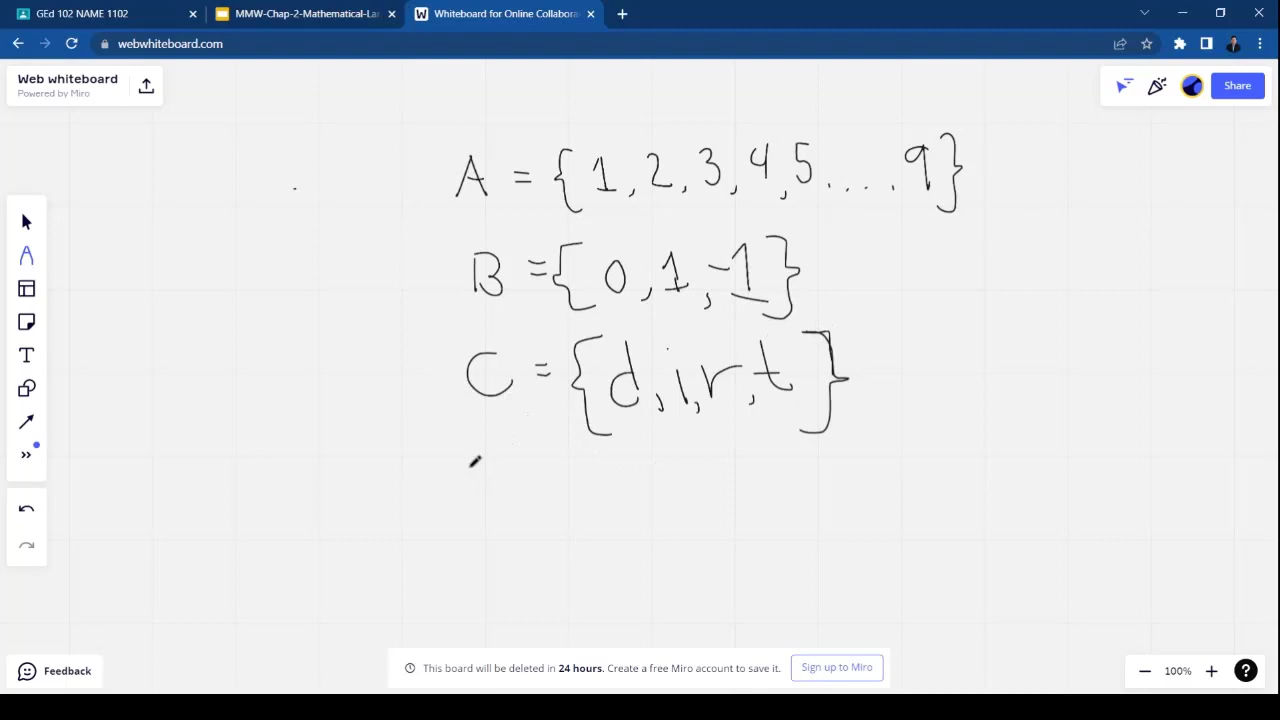 GEd 102 NAME 1102
MMW-Chap-2-Mathematical-Lan
Whiteboard for Online Collaborat
webwhiteboard.com
Web whiteboard
Powered by Miro
Share
A = {1, 2, 3, 4, 5. . . . , 9}
B = {0, 1, -1}
C = {d, i, r, t}
This board will be deleted in 24 hours. Create a free Miro account to save it.
Sign up to Miro
Feedback
100%